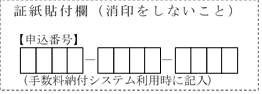 証紙貼付欄（消印をしないこと）
【申込番号】
－ －
（手数料納付システム利用時に記入）